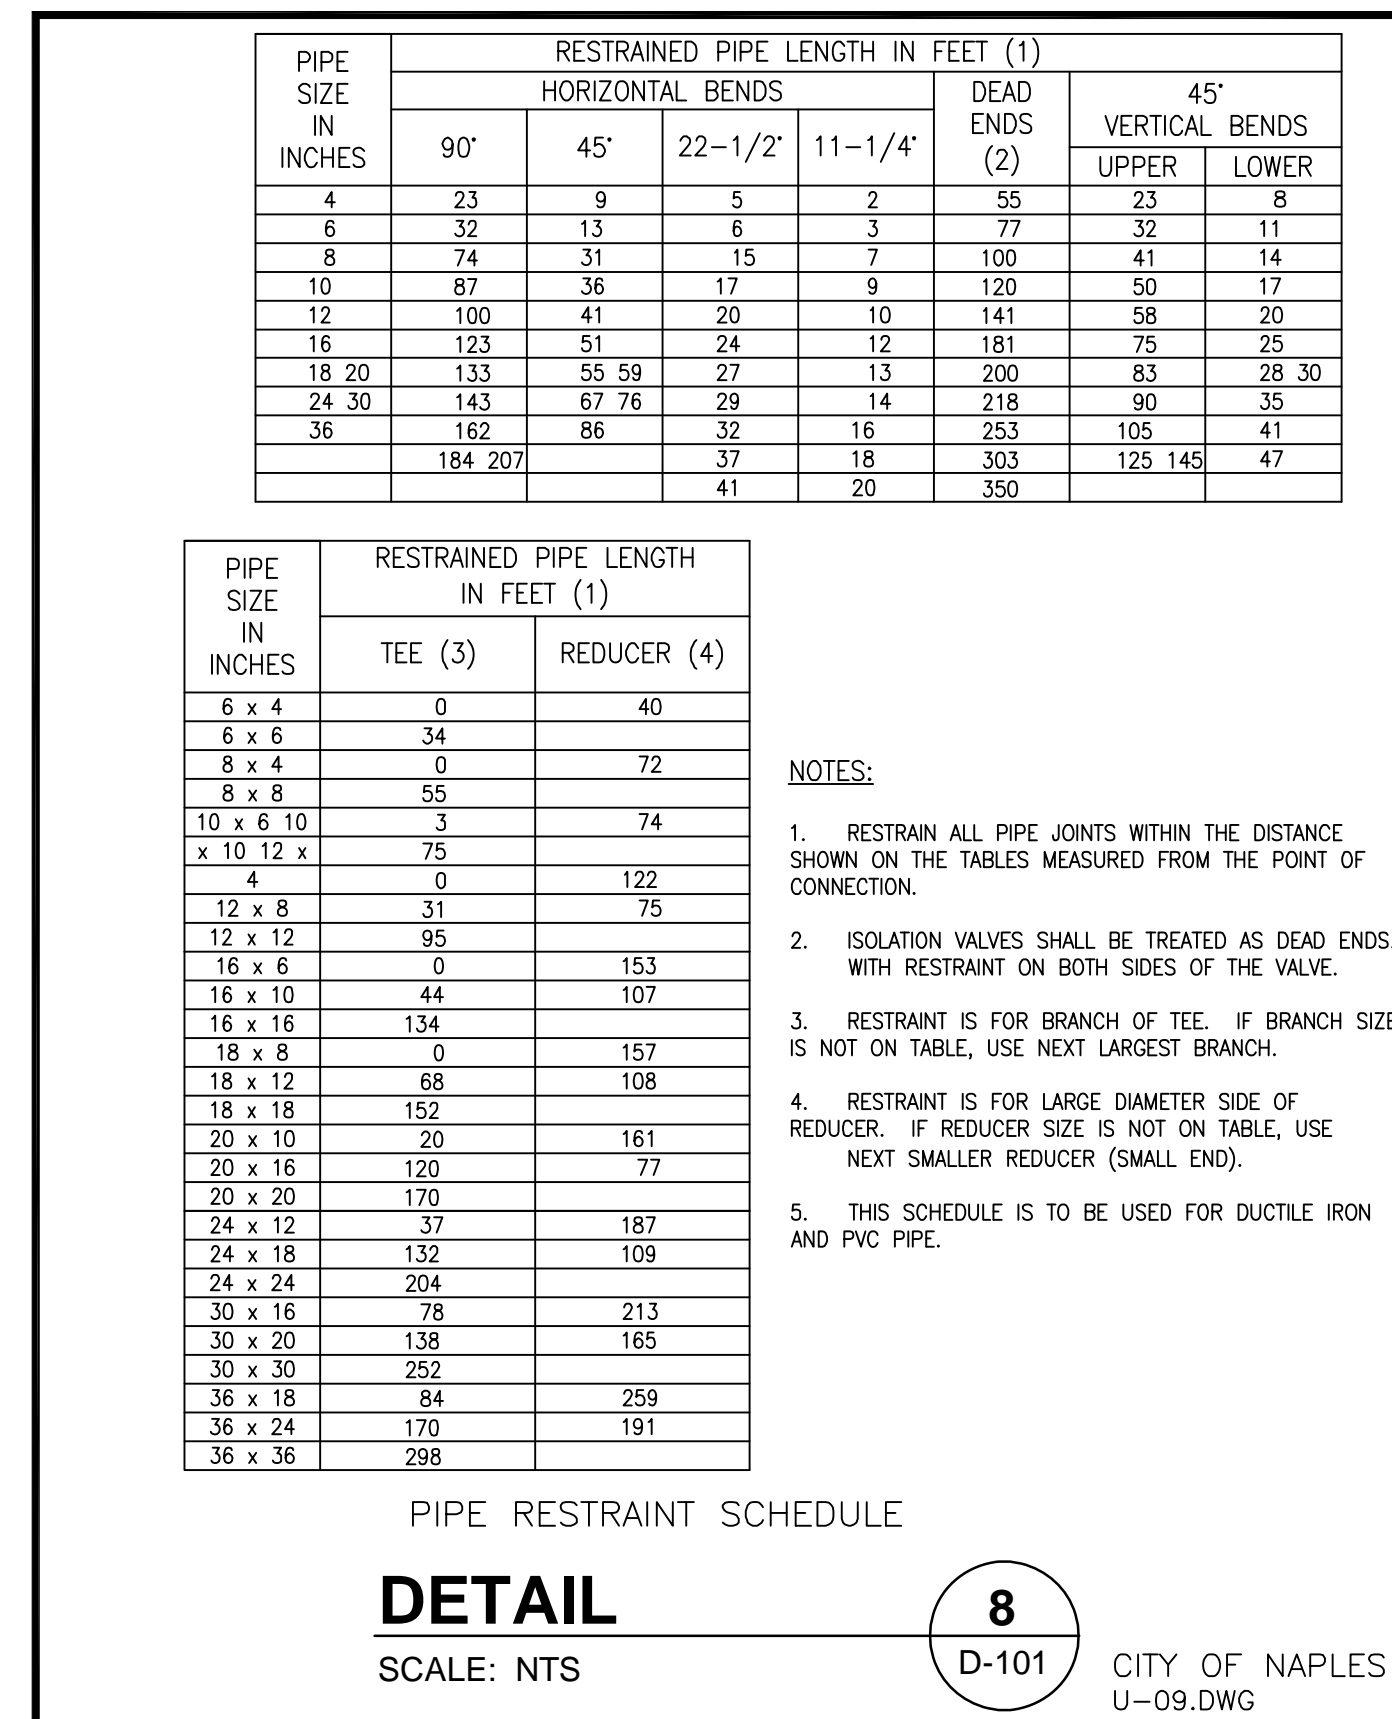 PIPE SIZE IN INCHES RESTRAINED PIPE LENGTH IN FEET (1)
HORIZONTAL BENDS DEAD ENDS (2) 45° VERTICAL BENDS
90° 45° 22-1/2° 11-1/4° UPPER LOWER
4 23 9 5 2 55 23 8
6 32 13 6 3 77 32 11
8 74 31 15 7 100 41 14
10 87 36 17 9 120 50 17
12 100 41 20 10 141 58 20
16 123 51 24 12 181 75 25
18 20 133 55 59 27 13 200 83 28 30
24 30 143 67 76 29 14 218 90 35
36 162 86 32 16 253 105 41
184 207 37 18 303 125 145 47
41 20 350
PIPE SIZE IN INCHES RESTRAINED PIPE LENGTH IN FEET (1)
TEE (3) REDUCER (4)
6 x 4 0 40
6 x 6 34
8 x 4 0 72
8 x 8 55
10 x 6 10 3 74
x 10 12 x 75
4 0 122
12 x 8 31 75
12 x 12 95
16 x 6 0 153
16 x 10 44 107
16 x 16 134
18 x 8 0 157
18 x 12 68 108
18 x 18 152
20 x 10 20 161
20 x 16 120 77
20 x 20 170
24 x 12 37 187
24 x 18 132 109
24 x 24 204
30 x 16 78 213
30 x 20 138 165
30 x 30 252
36 x 18 84 259
36 x 24 170 191
36 x 36 298
NOTES:
1. RESTRAIN ALL PIPE JOINTS WITHIN THE DISTANCE
SHOWN ON THE TABLES MEASURED FROM THE POINT OF
CONNECTION.
2. ISOLATION VALVES SHALL BE TREATED AS DEAD ENDS.
WITH RESTRAINT ON BOTH SIDES OF THE VALVE.
3. RESTRAINT IS FOR BRANCH OF TEE. IF BRANCH SIZE
IS NOT ON TABLE, USE NEXT LARGEST BRANCH.
4. RESTRAINT IS FOR LARGE DIAMETER SIDE OF
REDUCER. IF REDUCER SIZE IS NOT ON TABLE, USE
NEXT SMALLER REDUCER (SMALL END).
5. THIS SCHEDULE IS TO BE USED FOR DUCTILE IRON
AND PVC PIPE.
PIPE RESTRAINT SCHEDULE
DETAIL
SCALE: NTS
8
D-101
CITY OF NAPLES
U-09.DWG